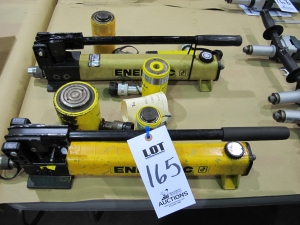 ENERPAC
ENERPAC
LOT
165
AUCTIONS